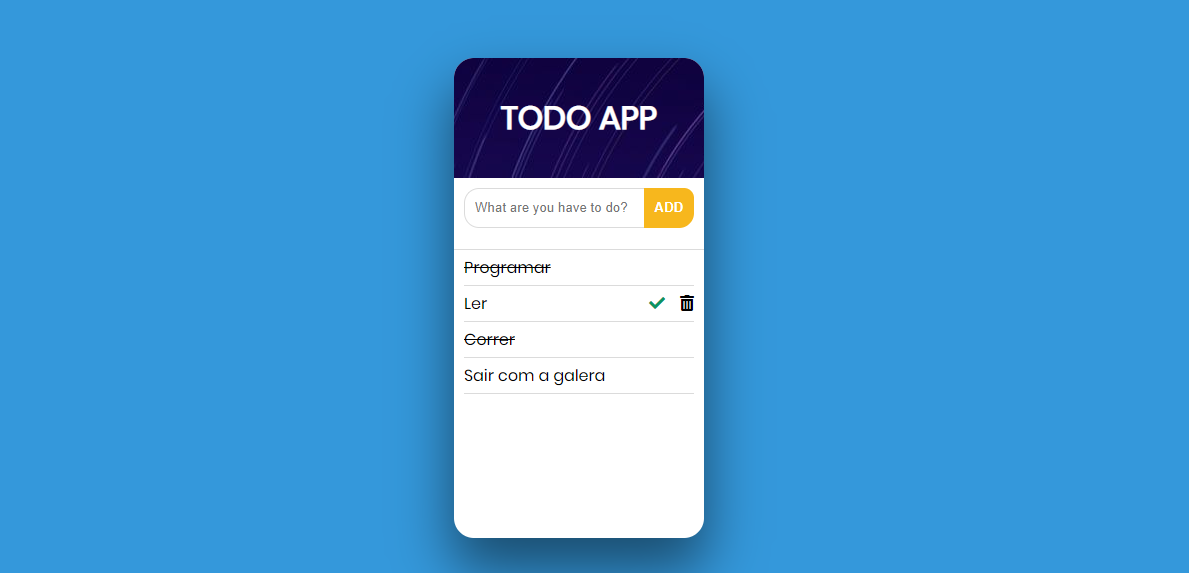 TODO APP
What are you have to do?
ADD
Programar
Ler
Correr
Sair com a galera